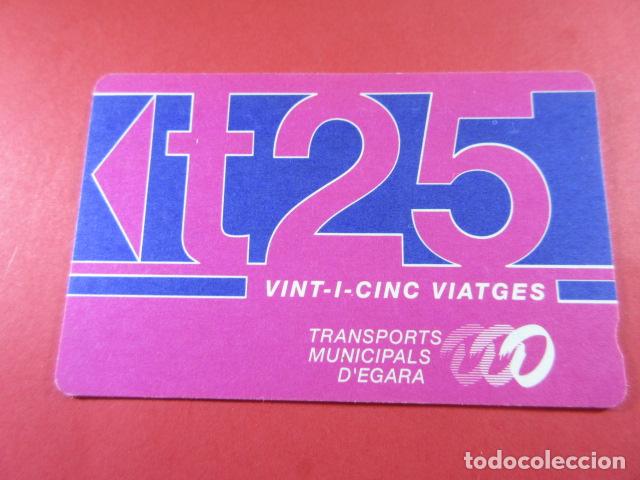 t25
VINT-I-CINC VIATGES
TRANSPORTS
MUNICIPALS
D'EGARA
todocoleccion